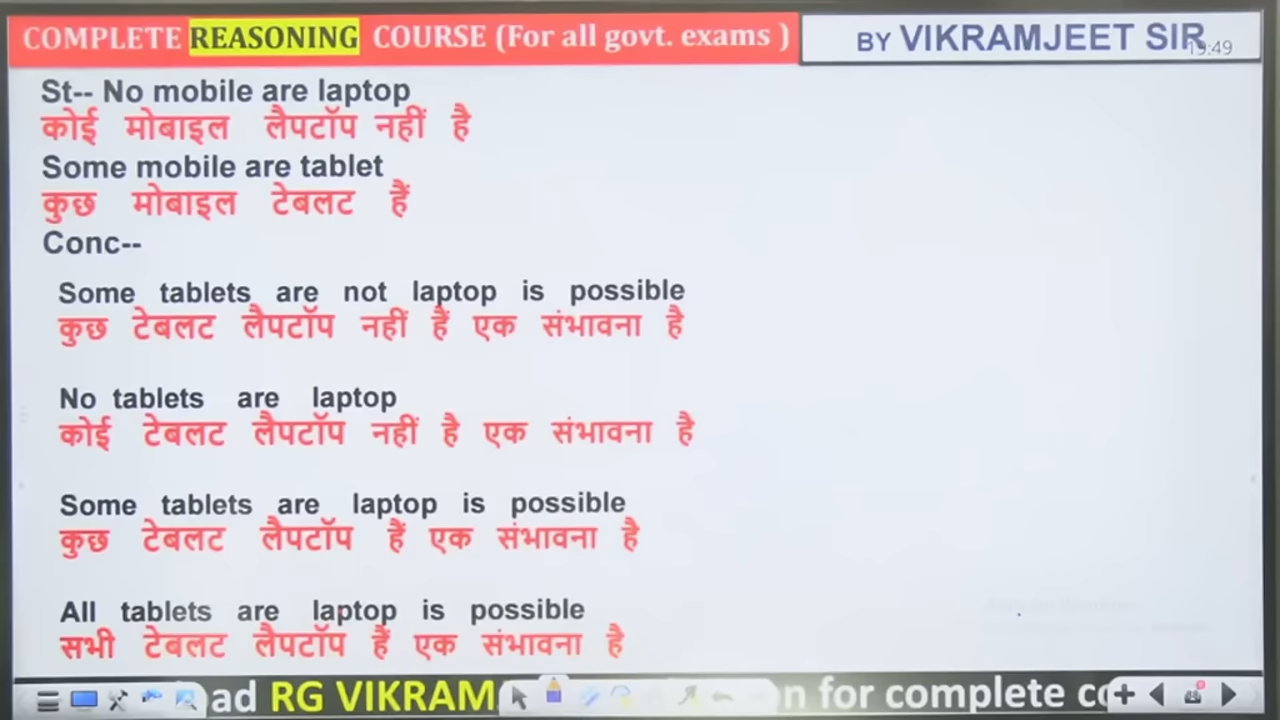 COMPLETE REASONING COURSE (For all govt. exams )
BY VIKRAMJEET SIR
19:49
St-- No mobile are laptop
कोई मोबाइल लैपटॉप नहीं है
Some mobile are tablet
कुछ मोबाइल टेबलट हैं
Conc--
Some tablets are not laptop is possible
कुछ टेबलट लैपटॉप नहीं हैं एक संभावना है
No tablets are laptop
कोई टेबलट लैपटॉप नहीं है एक संभावना है
Some tablets are laptop is possible
कुछ टेबलट लैपटॉप हैं एक संभावना है
All tablets are laptop is possible
सभी टेबलट लैपटॉप हैं एक संभावना है
RG VIKRAM for complete